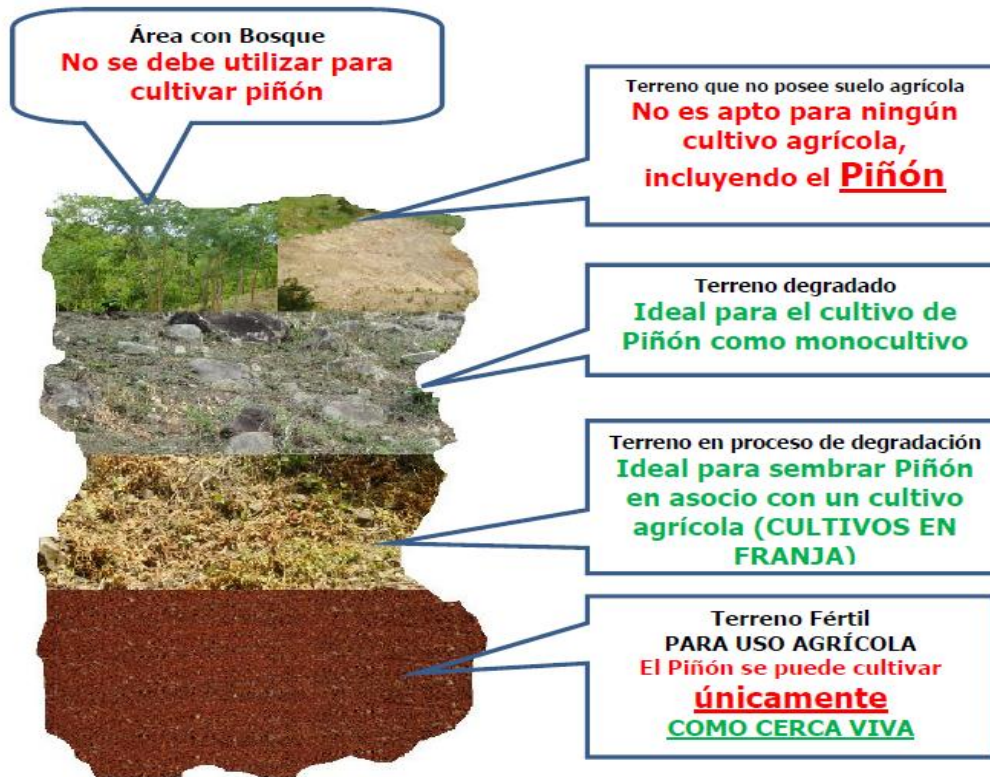 Área con Bosque
No se debe utilizar para
cultivar piñón
Terreno que no posee suelo agrícola
No es apto para ningún
cultivo agrícola,
incluyendo el Piñón
Terreno degradado
Ideal para el cultivo de
Piñón como monocultivo
Terreno en proceso de degradación
Ideal para sembrar Piñón
en asocio con un cultivo
agrícola (CULTIVOS EN
FRANJA)
Terreno Fértil
PARA USO AGRÍCOLA
El Piñón se puede cultivar
únicamente
COMO CERCA VIVA